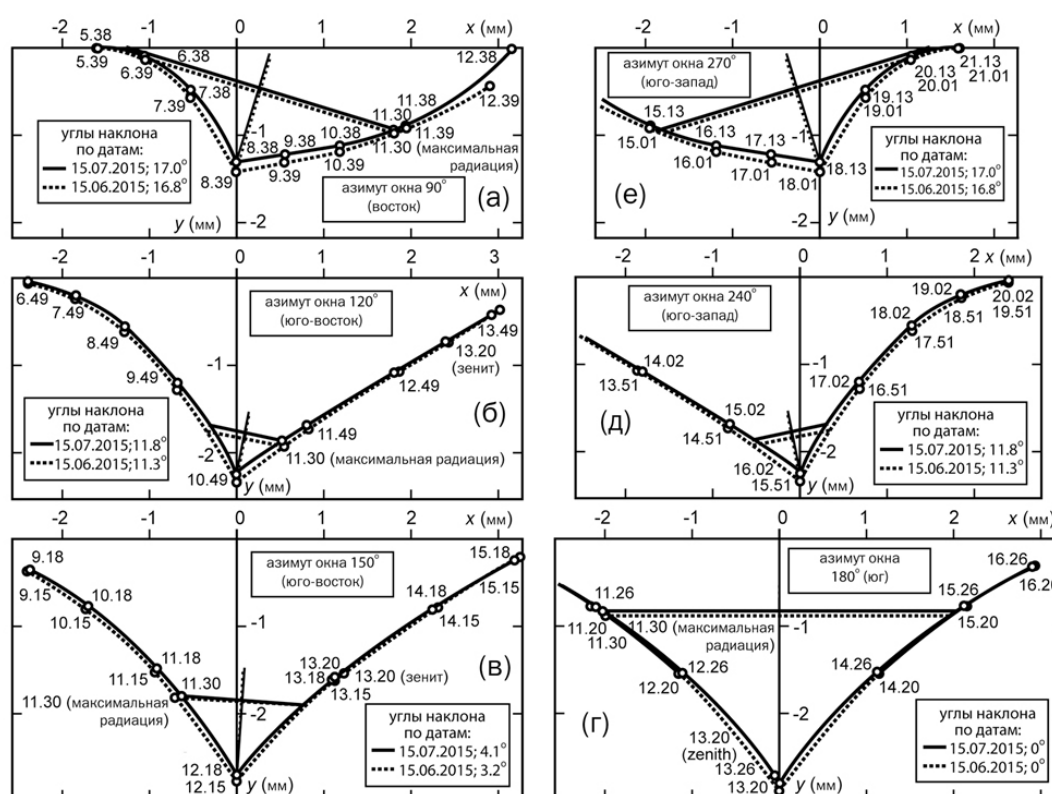 -2 -1 0 1 2 x (мм) 3
5.38
5.39
6.38
6.39
7.38
7.39
8.38
8.39
9.38
9.39
10.38
10.39
11.30
11.38
11.30
11.39
(максимальная
радиация)
12.38
12.39
-1
-2
y (мм)
углы наклона
по датам:
15.07.2015; 17.0°
15.06.2015; 16.8°
азимут окна 90°
(восток)
(а)
-2 -1 0 1 x (мм) 2
азимут окна 270°
(юго-запад)
15.13
15.01
16.13
16.01
17.13
17.01
18.13
18.01
19.13
19.01
20.13
20.01
21.13
21.01
-1
-2
y (мм)
углы наклона
по датам:
15.07.2015; 17.0°
15.06.2015; 16.8°
(е)
-2 -1 0 1 2 3
x (мм)
6.49
7.49
8.49
9.49
10.49
11.30 (максимальная радиация)
11.49
12.49
13.20
(зенит)
13.49
-1
-2
y (мм)
азимут окна 120°
(юго-восток)
углы наклона
по датам:
15.07.2015;11.8°
15.06.2015;11.3°
(б)
-2 -1 0 1 2
x (мм)
азимут окна 240°
(юго-запад)
14.02
13.51
15.02
14.51
16.02
15.51
17.02
16.51
18.02
17.51
19.02
18.51
20.02
19.51
-1
-2
y (мм)
углы наклона
по датам:
15.07.2015; 11.8°
15.06.2015; 11.3°
(д)
-2 -1 0 1 2 x (мм) 3
9.18
9.15
10.18
10.15
11.18
11.15
11.30
11.30 (максимальная
радиация)
12.18
12.15
13.20
13.18
13.15
13.20 (зенит)
14.18
14.15
15.18
15.15
-1
-2
y (мм)
азимут окна 150°
(юго-восток)
углы наклона
по датам:
15.07.2015; 4.1°
15.06.2015; 3.2°
(в)
-2 -1 0 1 2 x (мм) 3
азимут окна
180° (юг)
11.26
11.20
11.30
11.30 (максимальная
радиация)
12.26
12.20
13.20
(zenith)
13.26
13.20
14.26
14.20
15.26
15.20
16.26
16.20
-1
-2
y (мм)
углы наклона
по датам:
15.07.2015; 0°
15.06.2015; 0°
(г)